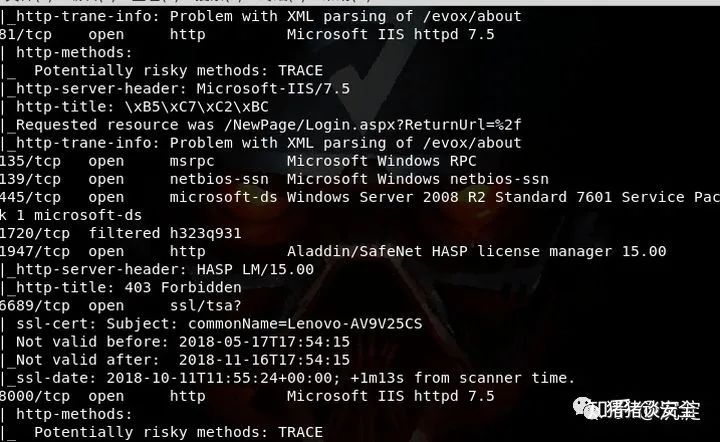 |_http-trane-info: Problem with XML parsing of /evox/about
81/tcp   open     http           Microsoft IIS httpd 7.5
| http-methods:
|_  Potentially risky methods: TRACE
|_http-server-header: Microsoft-IIS/7.5
| http-title: \xB5\xC7\xC2\xBC
|_Requested resource was /NewPage/Login.aspx?ReturnUrl=%2f
|_http-trane-info: Problem with XML parsing of /evox/about
135/tcp  open     msrpc          Microsoft Windows RPC
139/tcp  open     netbios-ssn    Microsoft Windows netbios-ssn
445/tcp  open     microsoft-ds Windows Server 2008 R2 Standard 7601 Service Pac
k 1 microsoft-ds
1720/tcp  filtered h323q931
1947/tcp  open     http          Aladdin/SafeNet HASP license manager 15.00
|_http-server-header: HASP LM/15.00
|_http-title: 403 Forbidden
6689/tcp  open     ssl/tsa?
| ssl-cert: Subject: commonName=Lenovo-AV9V25CS
| Not valid before: 2018-05-17T17:54:15
|_Not valid after:  2018-11-16T17:54:15
|_ssl-date: 2018-10-11T11:55:24+00:00; +1m13s from scanner time.
8000/tcp  open     http          Microsoft IIS httpd 7.5
| http-methods:
|_  Potentially risky methods: TRACE
猪猪谈安全